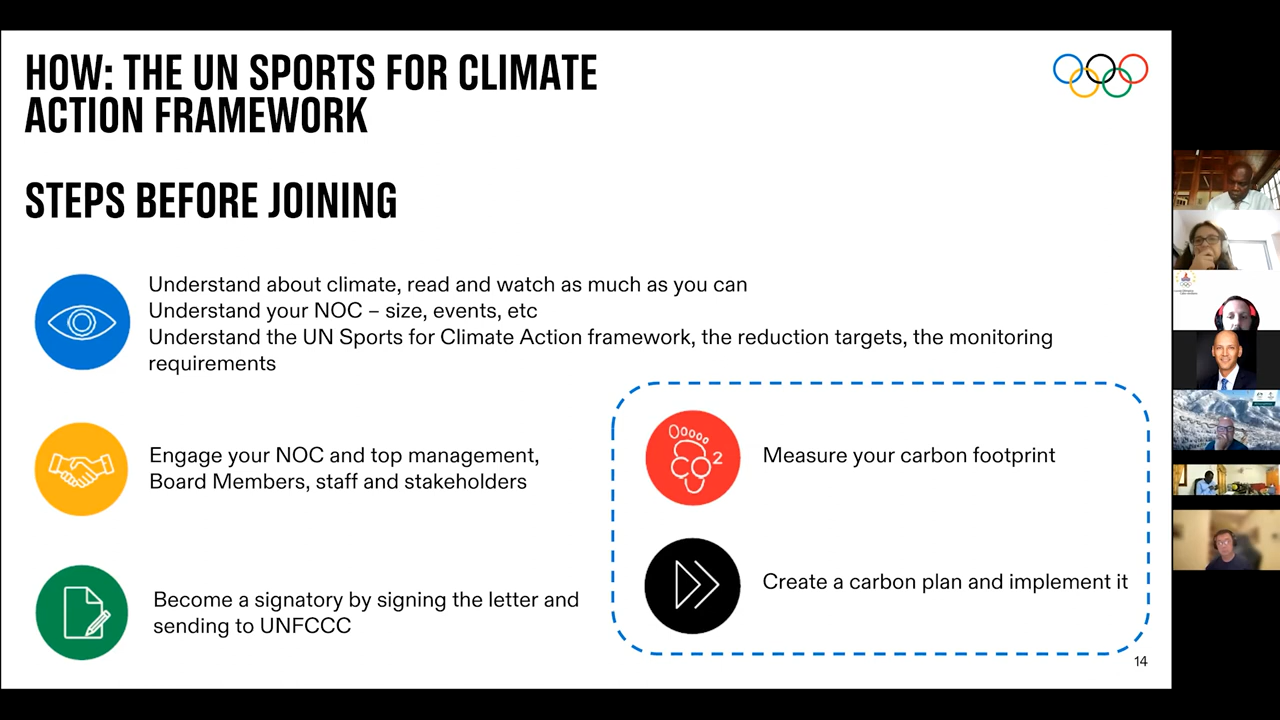 HOW: THE UN SPORTS FOR CLIMATE
ACTION FRAMEWORK
STEPS BEFORE JOINING
Understand about climate, read and watch as much as you can
Understand your NOC – size, events, etc
Understand the UN Sports for Climate Action framework, the reduction targets, the monitoring
requirements
Engage your NOC and top management,
Board Members, staff and stakeholders
Become a signatory by signing the letter and
sending to UNFCCC
CO2
Measure your carbon footprint
Create a carbon plan and implement it
14